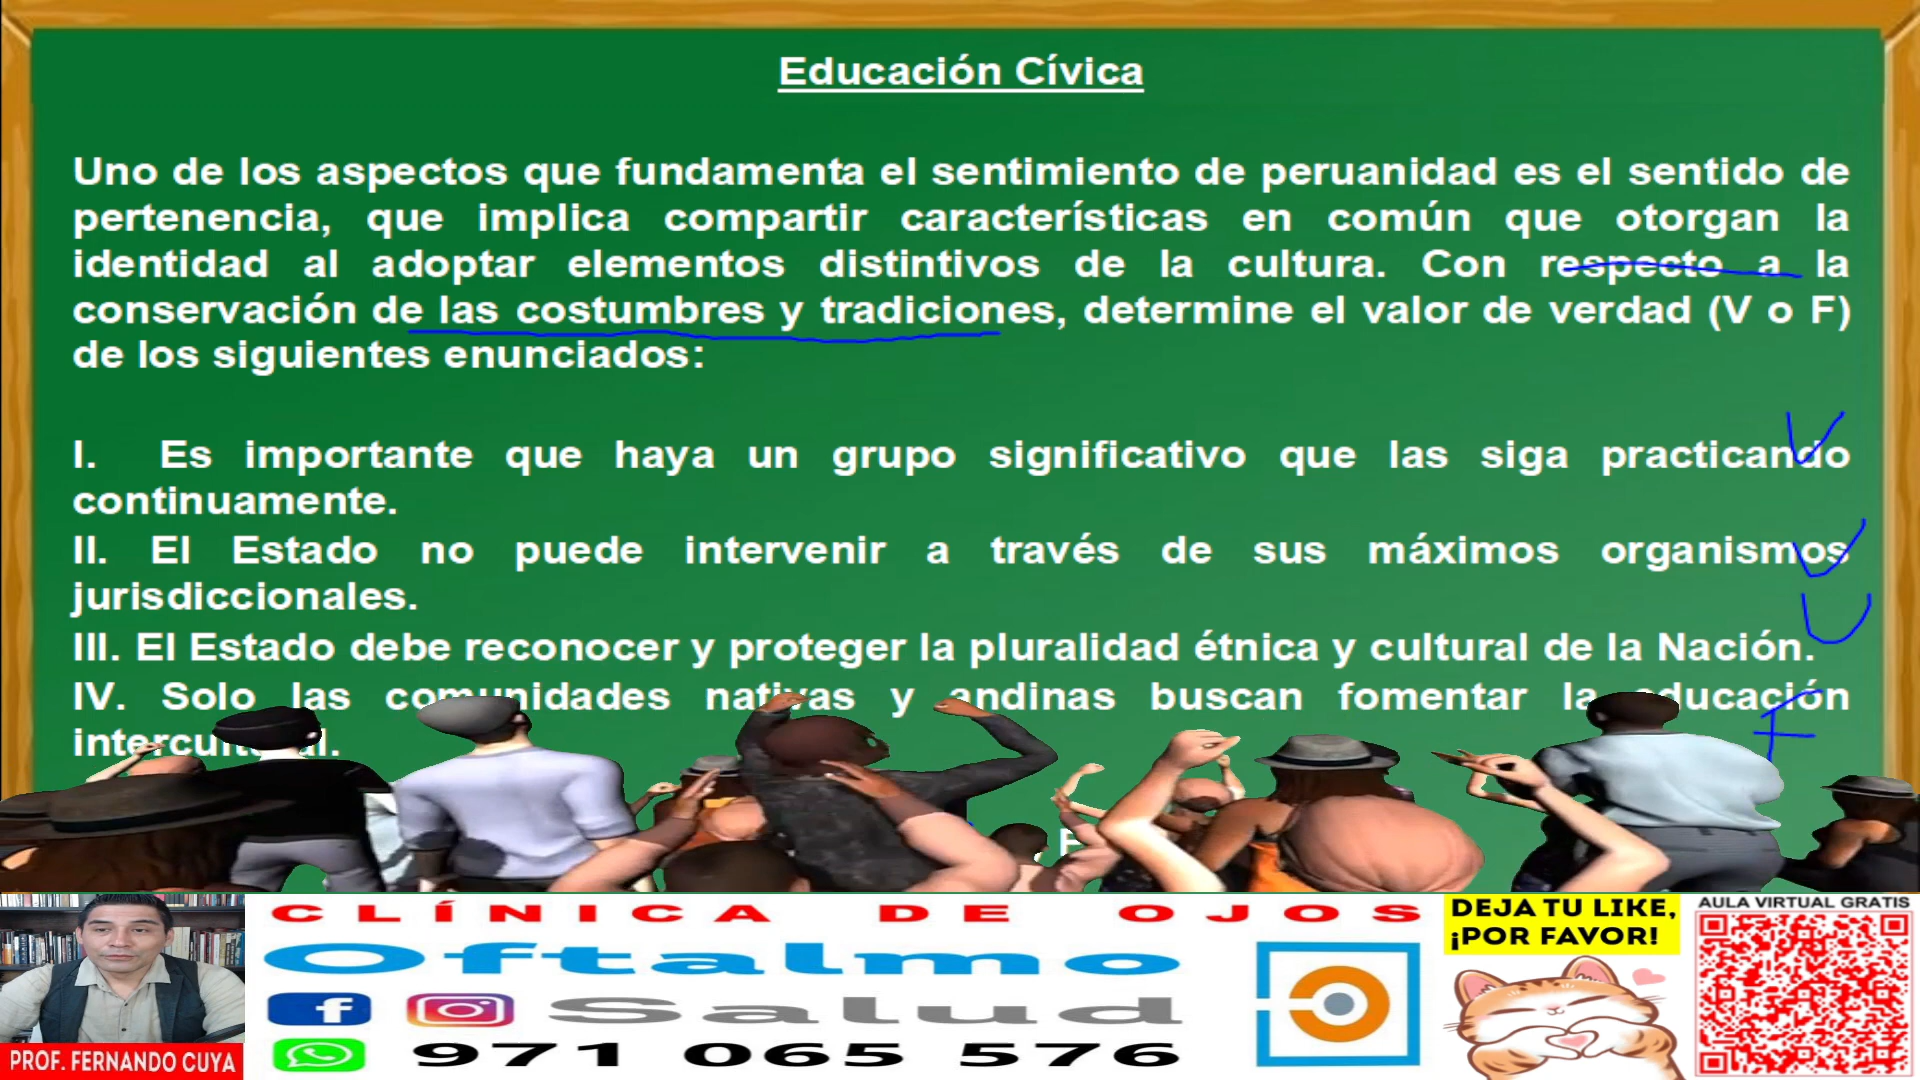 Educación Cívica
Uno de los aspectos que fundamenta el sentimiento de peruanidad es el sentido de
pertenencia, que implica compartir características en común que otorgan la
identidad al adoptar elementos distintivos de la cultura. Con respecto a la
conservación de las costumbres y tradiciones, determine el valor de verdad (V o F)
de los siguientes enunciados:
I. Es importante que haya un grupo significativo que las siga practicando V
continuamente.
II. El Estado no puede intervenir a través de sus máximos organismos V
jurisdiccionales.
III. El Estado debe reconocer y proteger la pluralidad étnica y cultural de la Nación. V
IV. Solo las comunidades nativas y andinas buscan fomentar la educación F
intercultural.
CLÍNICA DE OJOS
Oftalmo
Salud
971 065 576
PROF. FERNANDO CUYA
DEJA TU LIKE,
¡POR FAVOR!
AULA VIRTUAL GRATIS